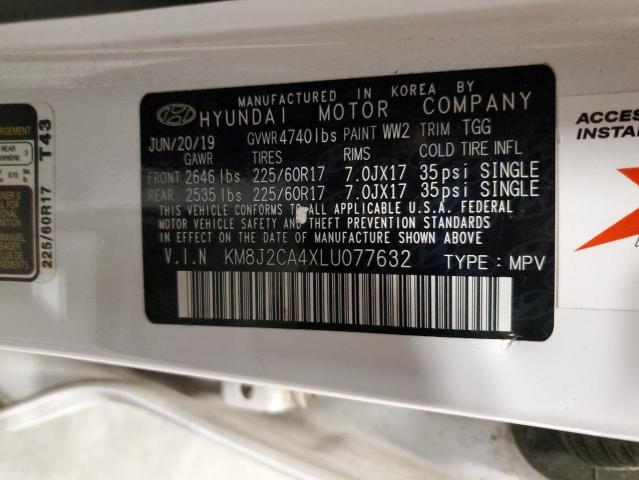 MANUFACTURED IN KOREA BY
HYUNDAI MOTOR COMPANY
JUN/20/19 GVWR 4740lbs PAINT WW2 TRIM TGG
GAWR TIRES RIMS COLD TIRE INFL
FRONT 2646lbs 225/60R17 7.0JX17 35psi SINGLE
REAR 2535lbs 225/60R17 7.0JX17 35psi SINGLE
THIS VEHICLE CONFORMS TO ALL APPLICABLE U.S.A. FEDERAL
MOTOR VEHICLE SAFETY AND THEFT PREVENTION STANDARDS
IN EFFECT ON THE DATE OF MANUFACTURE SHOWN ABOVE.
V.I.N KM8J2CA4XLU077632 TYPE: MPV
225/60R17 T43
ACCES
INSTAL
X